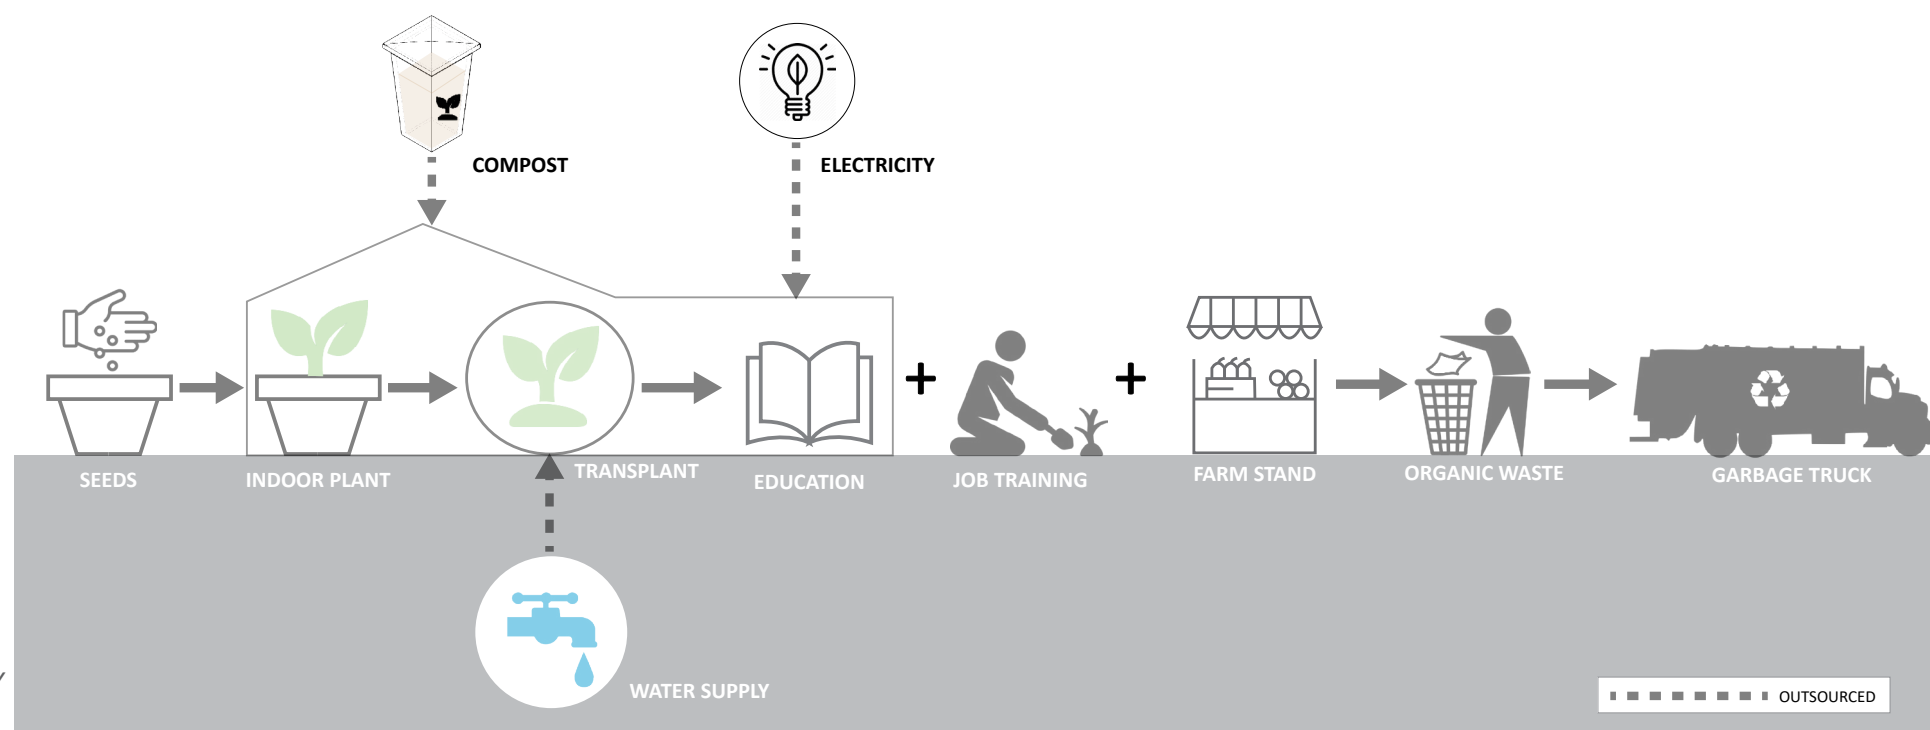 COMPOST
ELECTRICITY
SEEDS
INDOOR PLANT
TRANSPLANT
EDUCATION
JOB TRAINING
FARM STAND
ORGANIC WASTE
GARBAGE TRUCK
WATER SUPPLY
OUTSOURCED